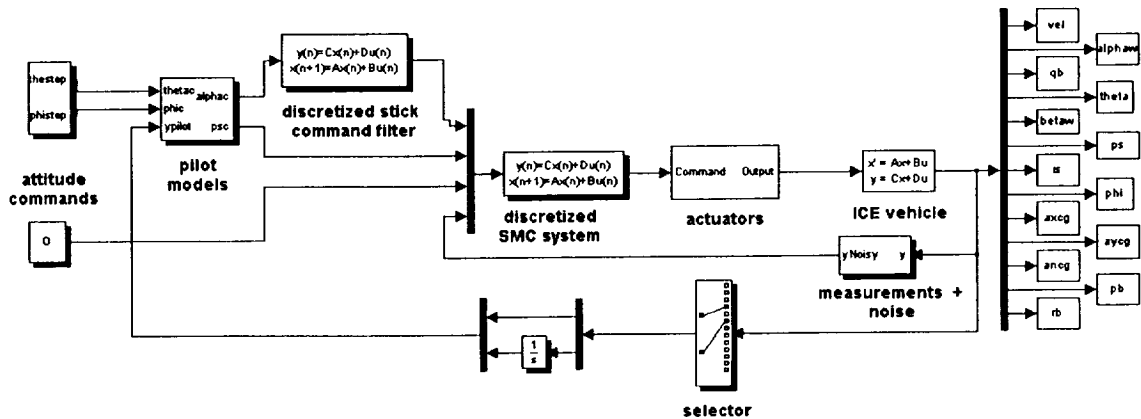 thestep
phistep
attitude
commands
0
thetac
phic
ypilot
alphac
psc
pilot
models
y(n)=Cx(n)+Du(n)
x(n+1)=Ax(n)+Bu(n)
discretized stick
command filter
y(n)=Cx(n)+Du(n)
x(n+1)=Ax(n)+Bu(n)
discretized
SMC system
Command Output
actuators
x' = Ax+Bu
y = Cx+Du
ICE vehicle
yNoisy y
measurements +
noise
1
s
selector
vel
alphaw
qb
theta
betaw
ps
rs
phi
axcg
aycg
ancg
pb
rb